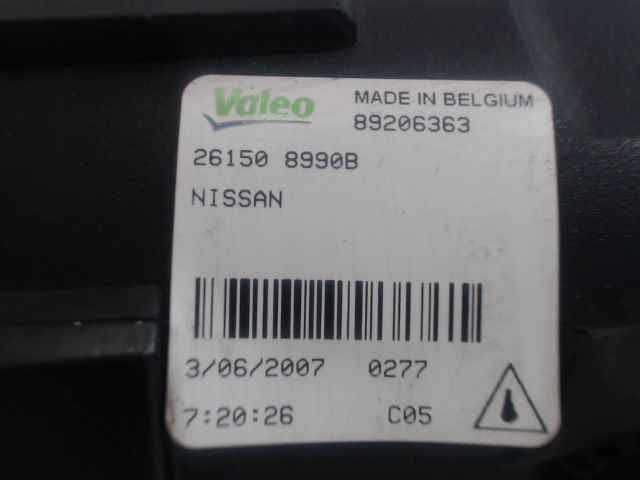 Valeo MADE IN BELGIUM
89206363
26150 8990B
NISSAN
3/06/2007 0277
7:20:26 C05